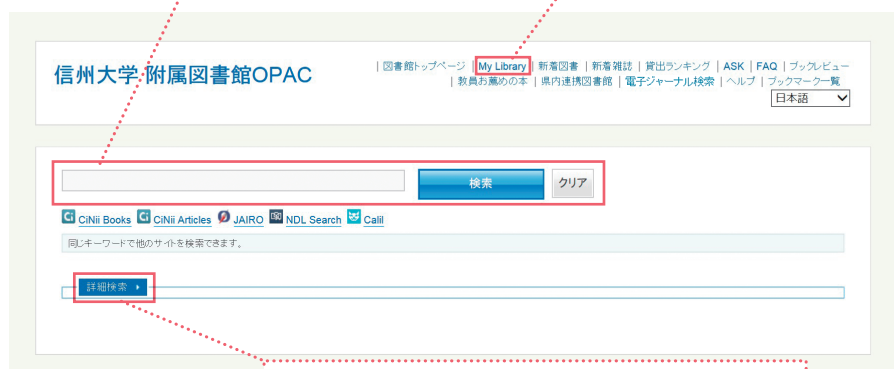 信州大学 附属図書館OPAC
| 図書館トップページ | My Library | 新着図書 | 新着雑誌 | 貸出ランキング | ASK | FAQ | ブックレビュー
| 教員お薦めの本 | 県内連携図書館 | 電子ジャーナル検索 | ヘルプ | ブックマーク一覧
日本語
検索 クリア
CiNii Books CiNii Articles JAIRO NDL Search Calil
同じキーワードで他のサイトを検索できます。
詳細検索